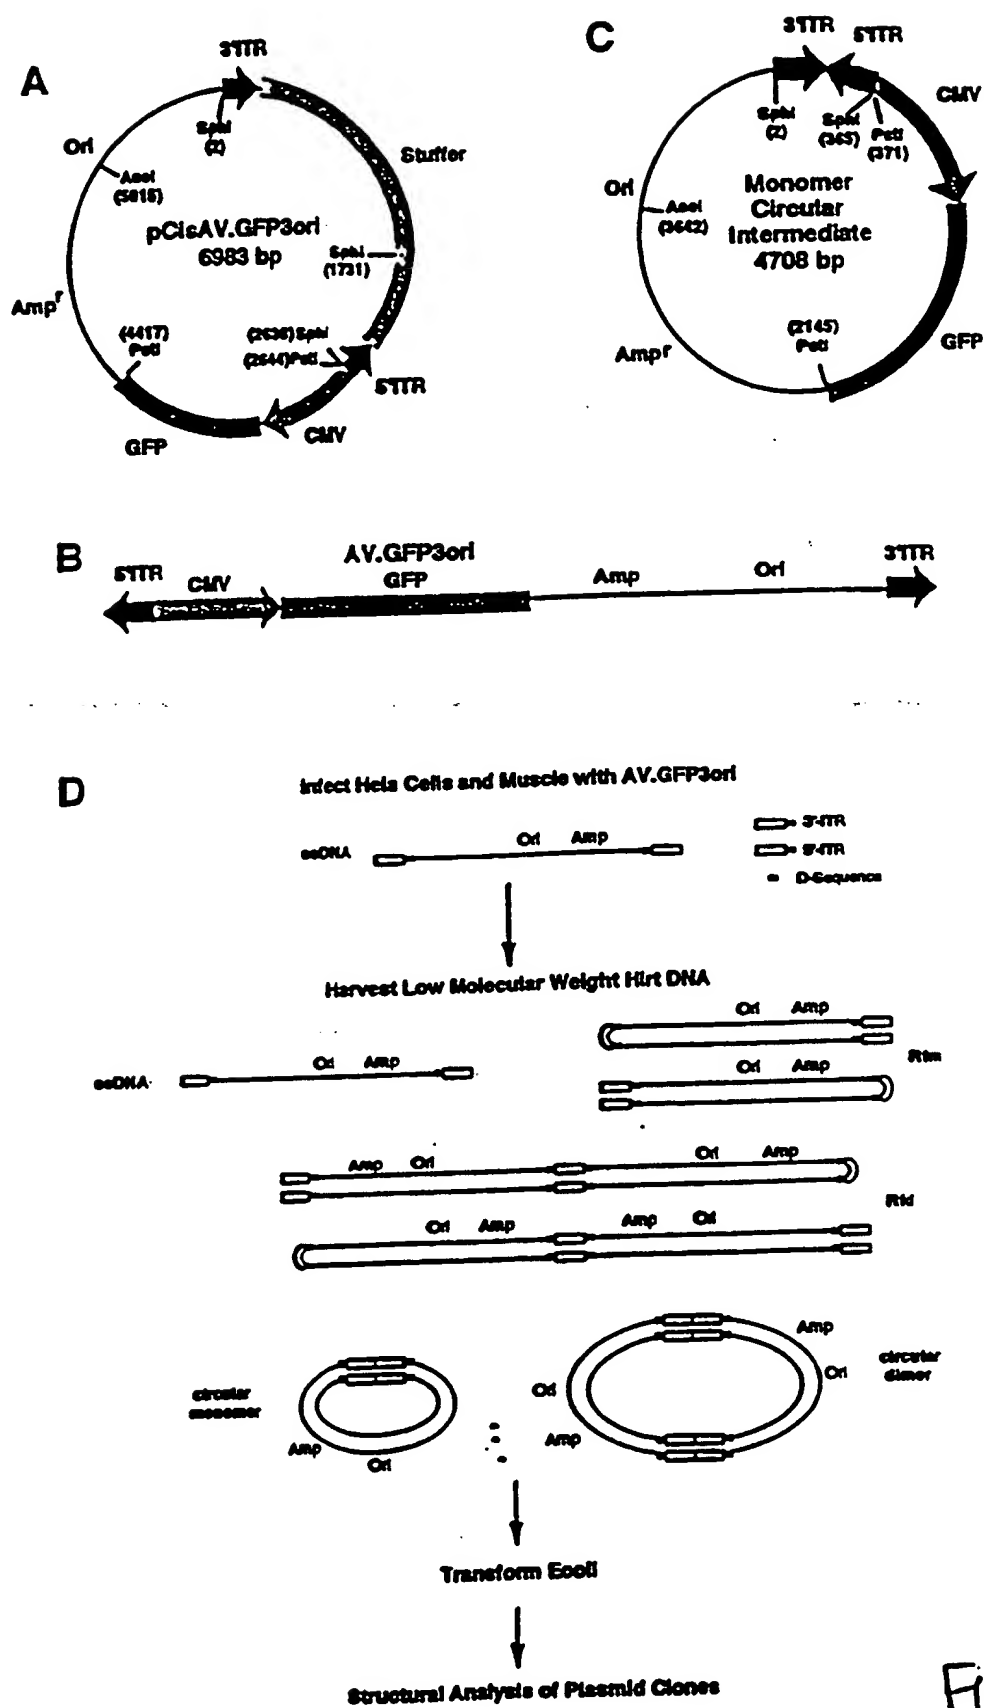 A
3'ITR
SphI
(2)
Ori
AseI
(5915)
Stuffer
pCisAV.GFP3ori
6983 bp
SphI
(1731)
Amp r
(4417)
PstI
(2636) SphI
(2644) PstI
5'ITR
GFP
CMV
C
3'ITR
5'ITR
CMV
SphI
(2)
SphI
(365)
PstI
(371)
Ori
AseI
(3642)
Monomer
Circular
Intermediate
4708 bp
(2145)
PstI
Amp r
GFP
B
AV.GFP3ori
5'ITR
CMV
GFP
Amp
Ori
3'ITR
D
Infect Hela Cells and Muscle with AV.GFP3ori
ssDNA
Ori Amp
3'-ITR
5'-ITR
D-Sequence
Harvest Low Molecular Weight Hirt DNA
Ori Amp
ssDNA
Ori Amp
Rfm
Ori Amp
Amp Ori
Ori Amp
Rfd
Ori Amp
Amp Ori
circular
monomer
Amp
Ori
Amp
Ori
circular
dimer
Ori
Amp
Transform Ecoli
Structural Analysis of Plasmid Clones